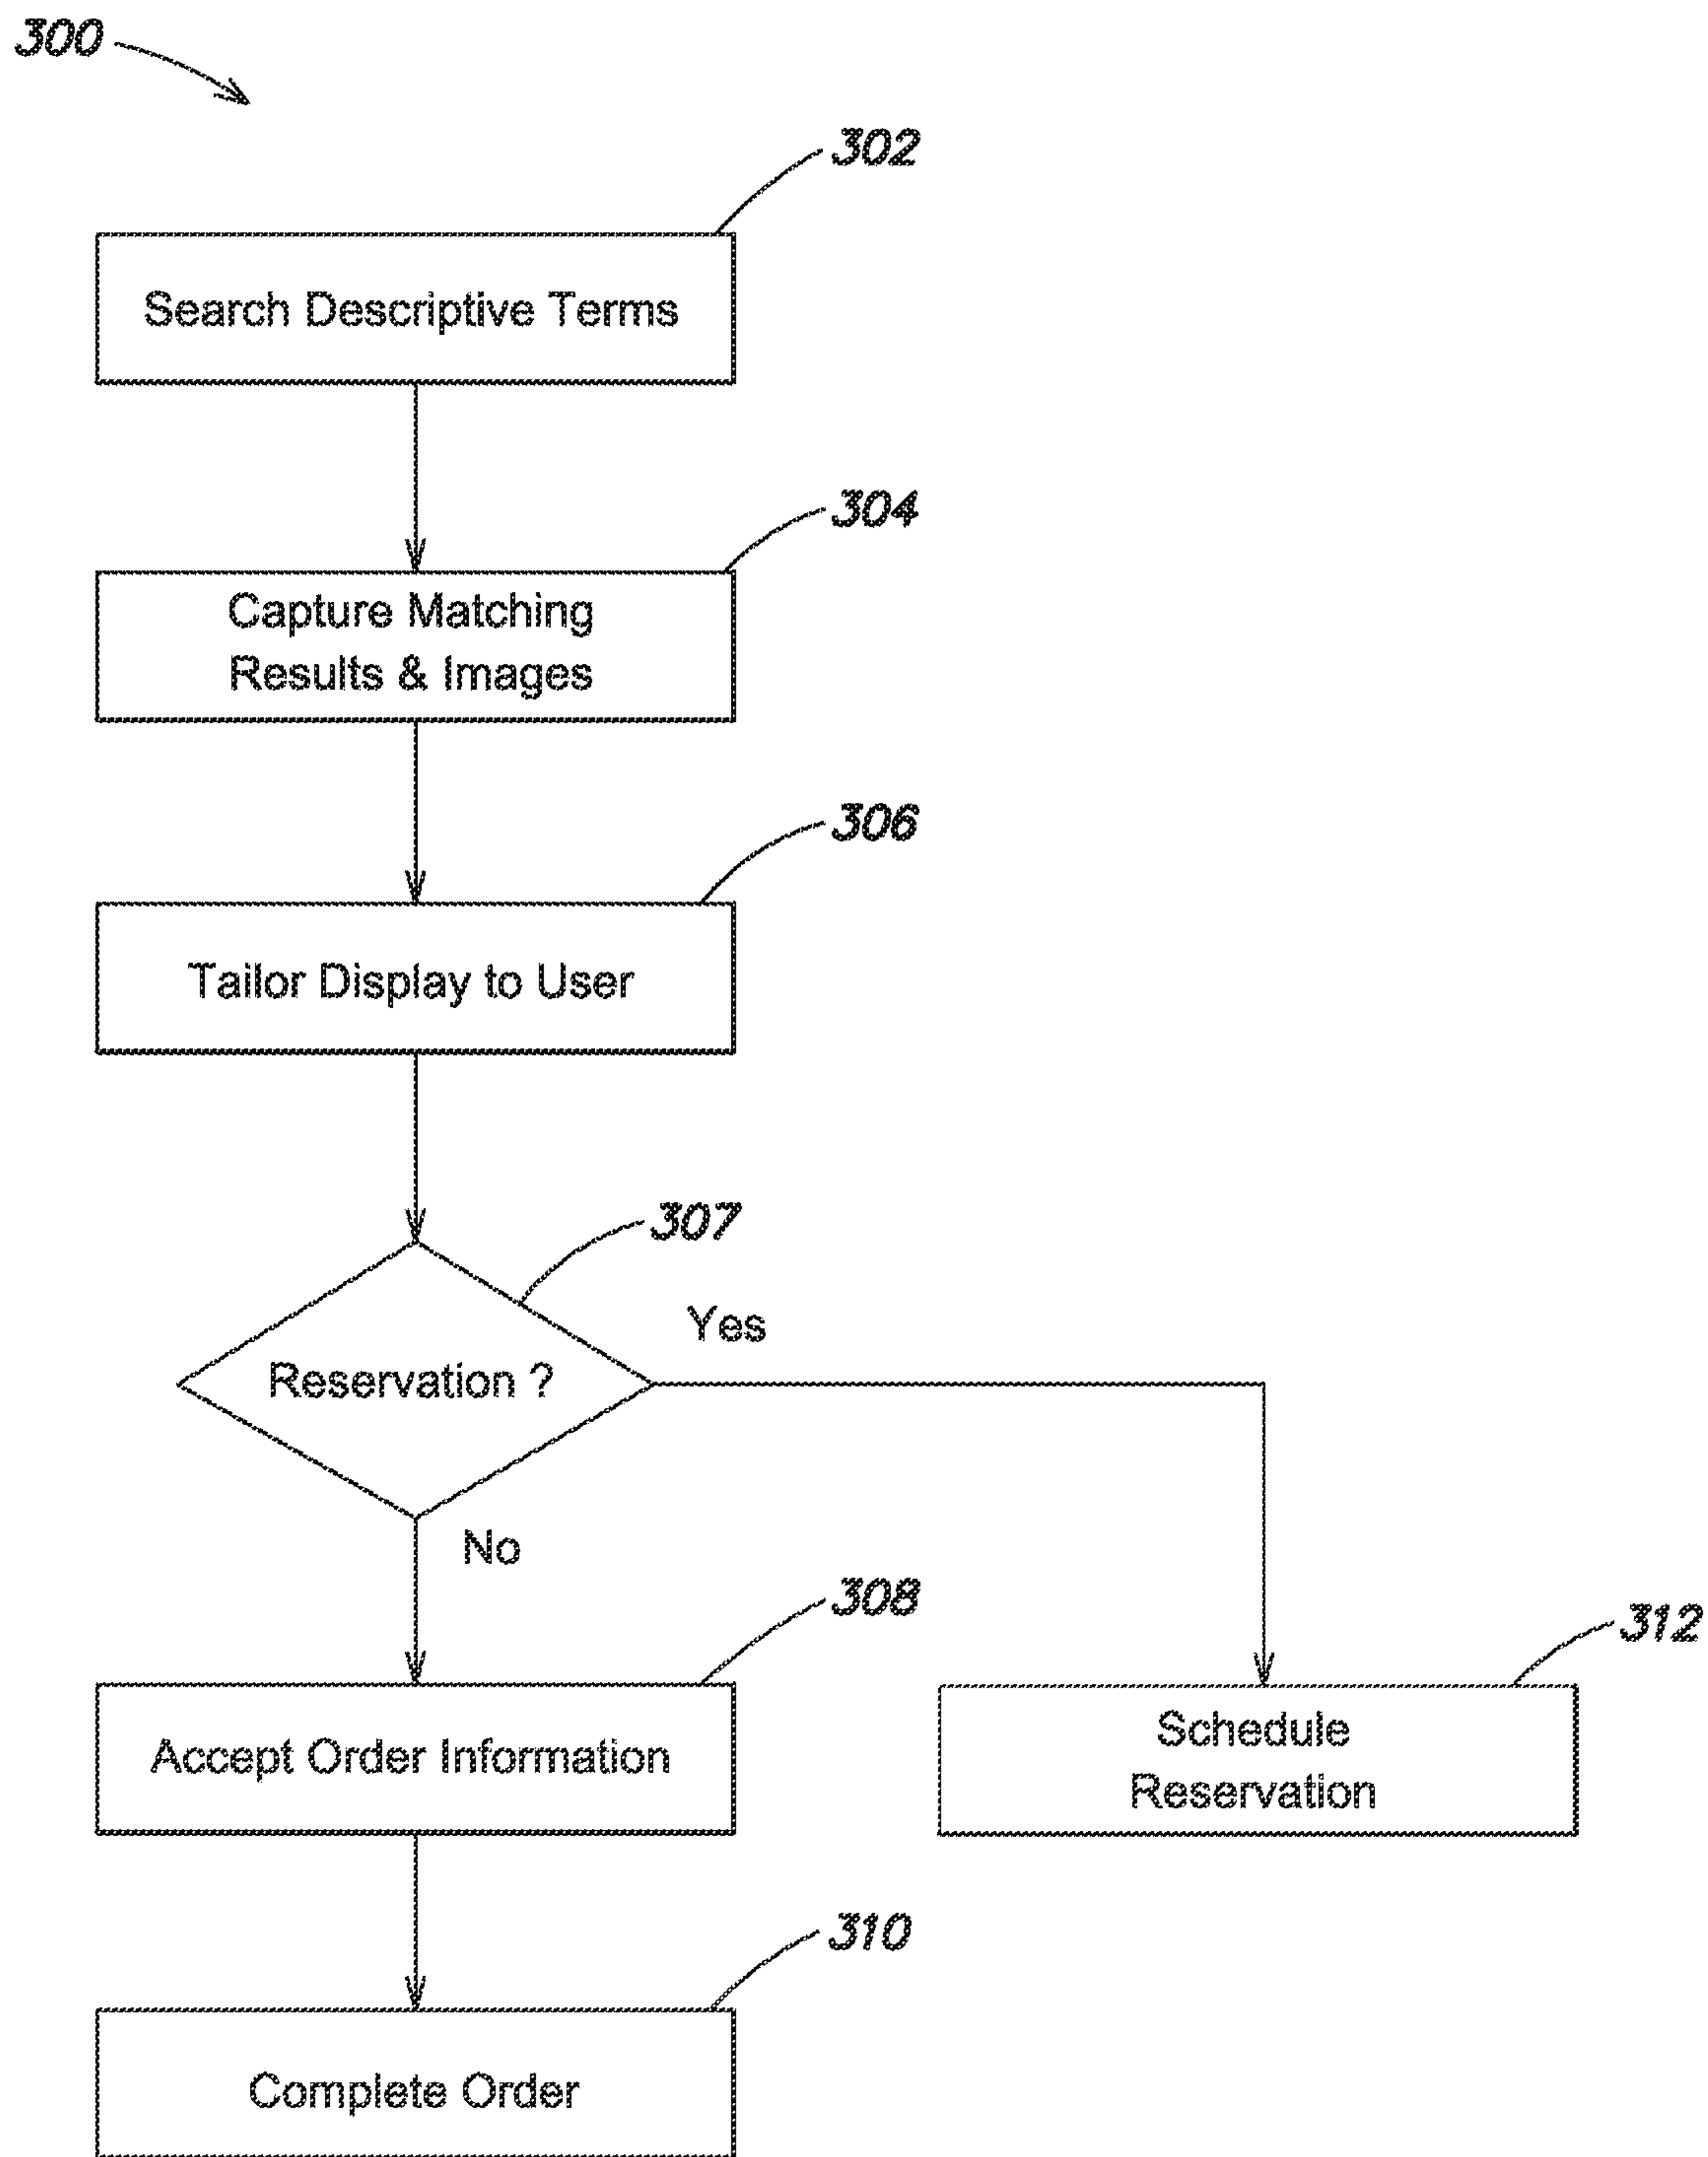 300
302
Search Descriptive Terms
304
Capture Matching
Results & Images
306
Tailor Display to User
307
Yes
Reservation ?
No
308
312
Accept Order Information
Schedule
Reservation
310
Complete Order